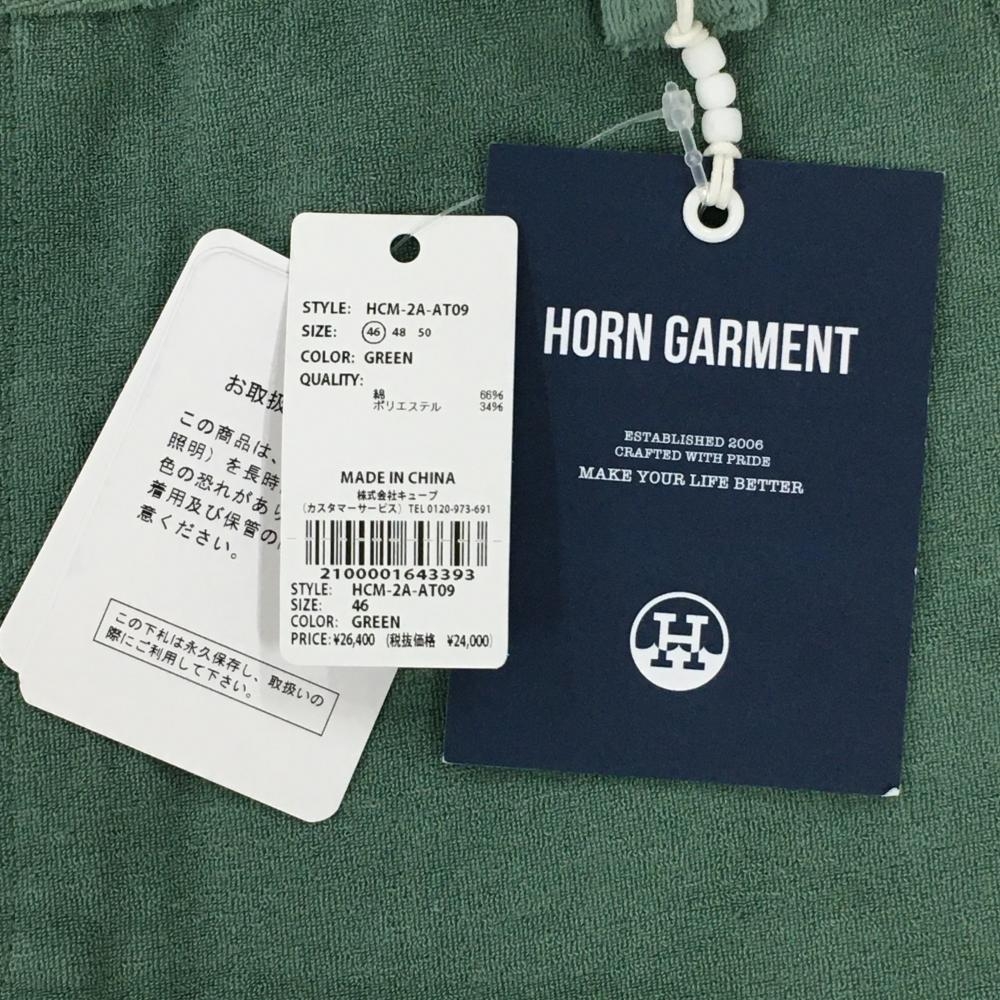 お取扱
この商品は、
照明）を長時
色の恐れがあ
着用及び保管の
意ください。
この下札は永久保存し、取扱いの
際にご利用して下さい。
STYLE: HCM-2A-AT09
SIZE: 46 48 50
COLOR: GREEN
QUALITY:
綿 66%
ポリエステル 34%
MADE IN CHINA
株式会社キューブ
（カスタマーサービス） TEL 0120-973-691
2100001643393
STYLE: HCM-2A-AT09
SIZE: 46
COLOR: GREEN
PRICE: ¥26,400 (税抜価格 ¥24,000)
HORN GARMENT
ESTABLISHED 2006
CRAFTED WITH PRIDE
MAKE YOUR LIFE BETTER
H